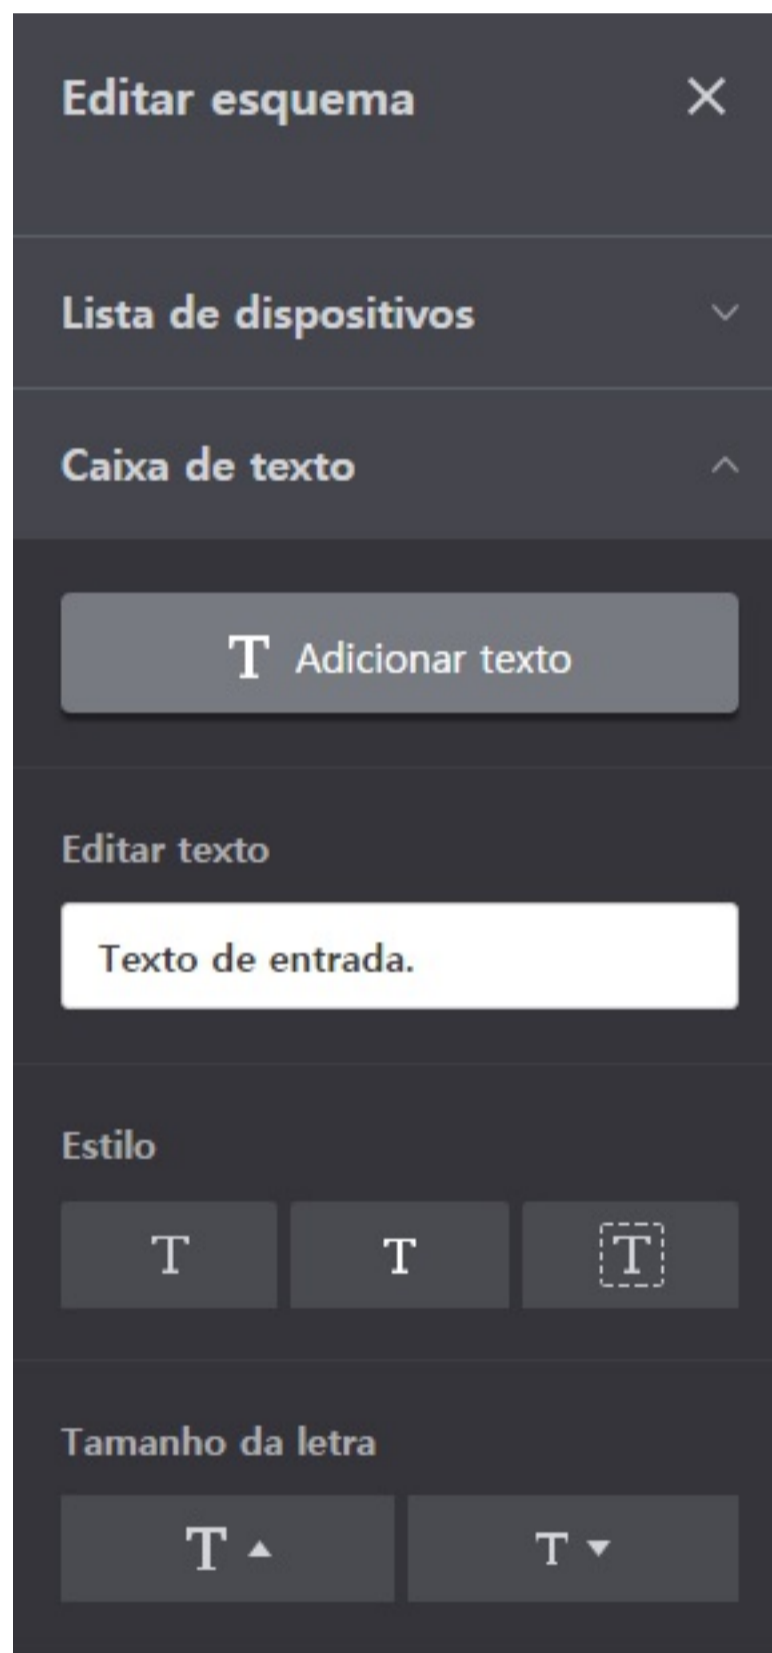 Editar esquema
Lista de dispositivos
Caixa de texto
T Adicionar texto
Editar texto
Texto de entrada.
Estilo
T T T
Tamanho da letra
T T